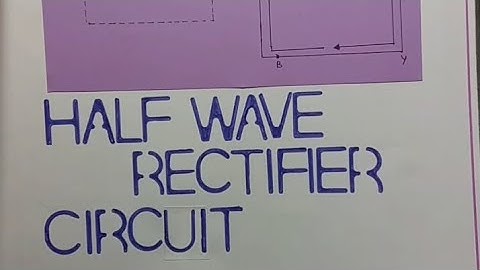 B Y
HALF WAVE
RECTIFIER
CIRCUIT